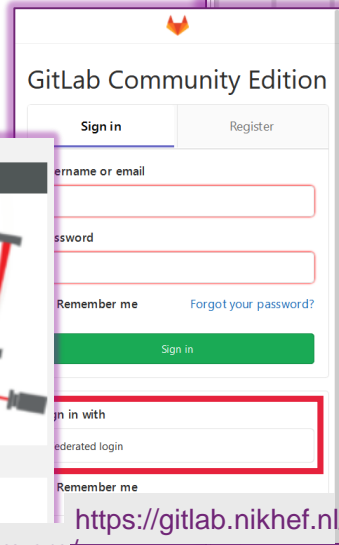 GitLab Community Edition
Sign in
Register
ername or email
ssword
Remember me
Forgot your password?
Sign in
n in with
ederated login
Remember me
https://gitlab.nikhef.nl/